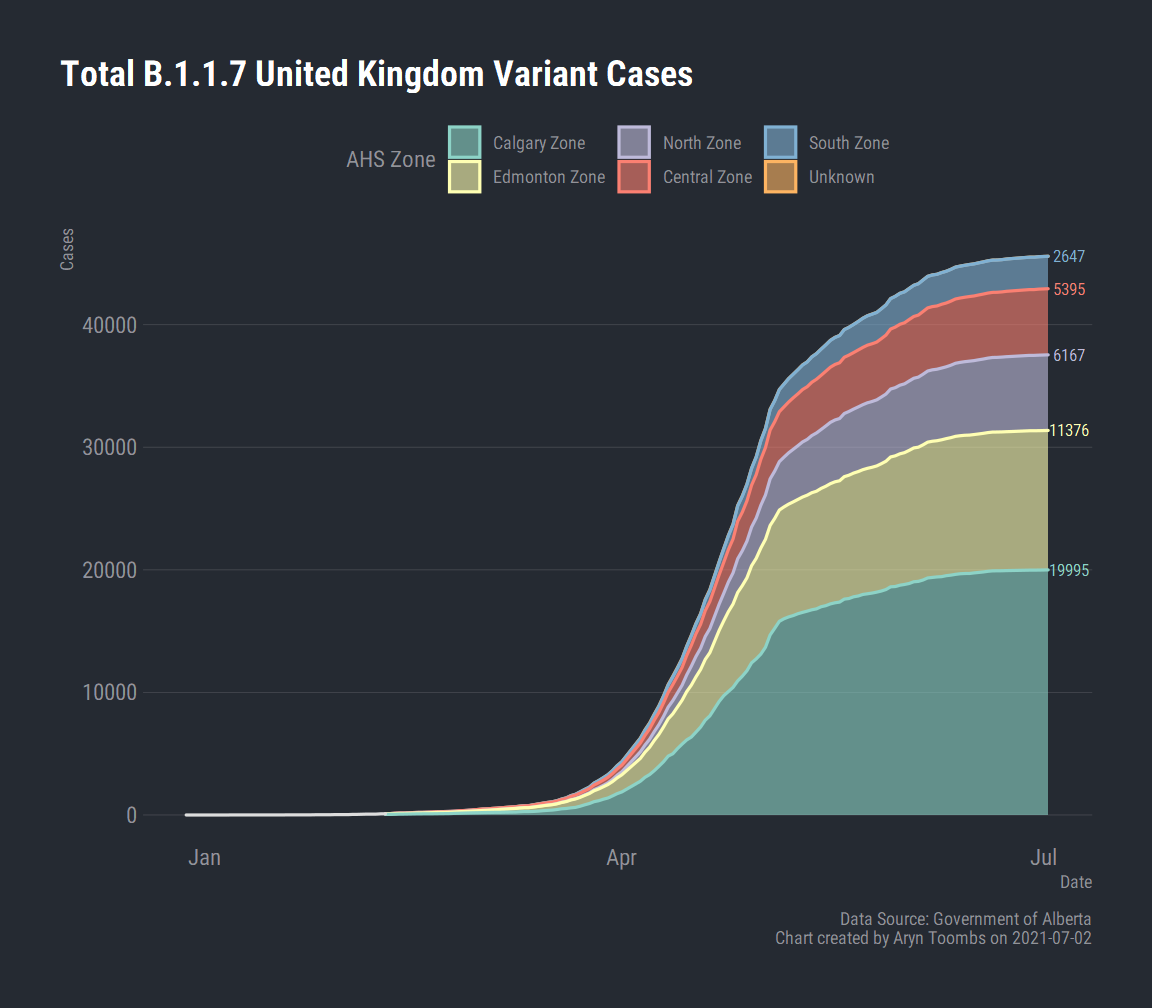 Total B.1.1.7 United Kingdom Variant Cases
AHS Zone
Calgary Zone North Zone South Zone
Edmonton Zone Central Zone Unknown
Cases
2647
5395
40000
6167
11376
30000
20000
19995
10000
0
Jan Apr Jul
Date
Data Source: Government of Alberta
Chart created by Aryn Toombs on 2021-07-02